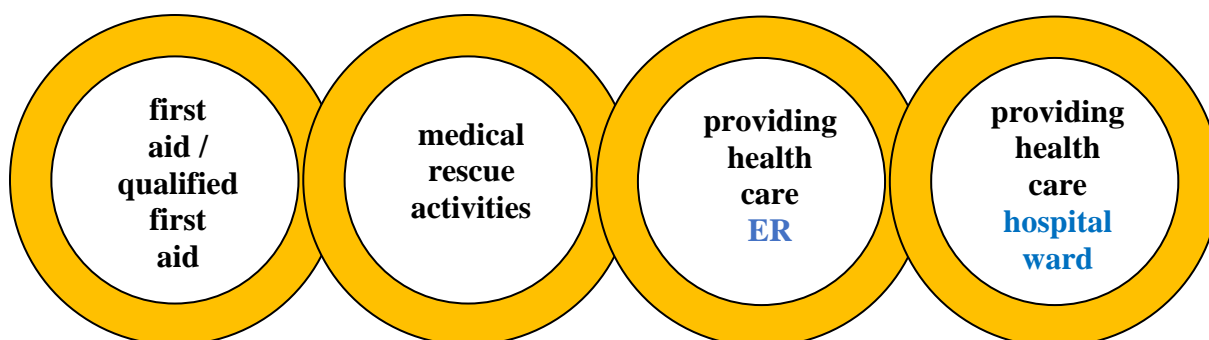 first
aid /
qualified
first
aid
medical
rescue
activities
providing
health
care
ER
providing
health
care
hospital
ward